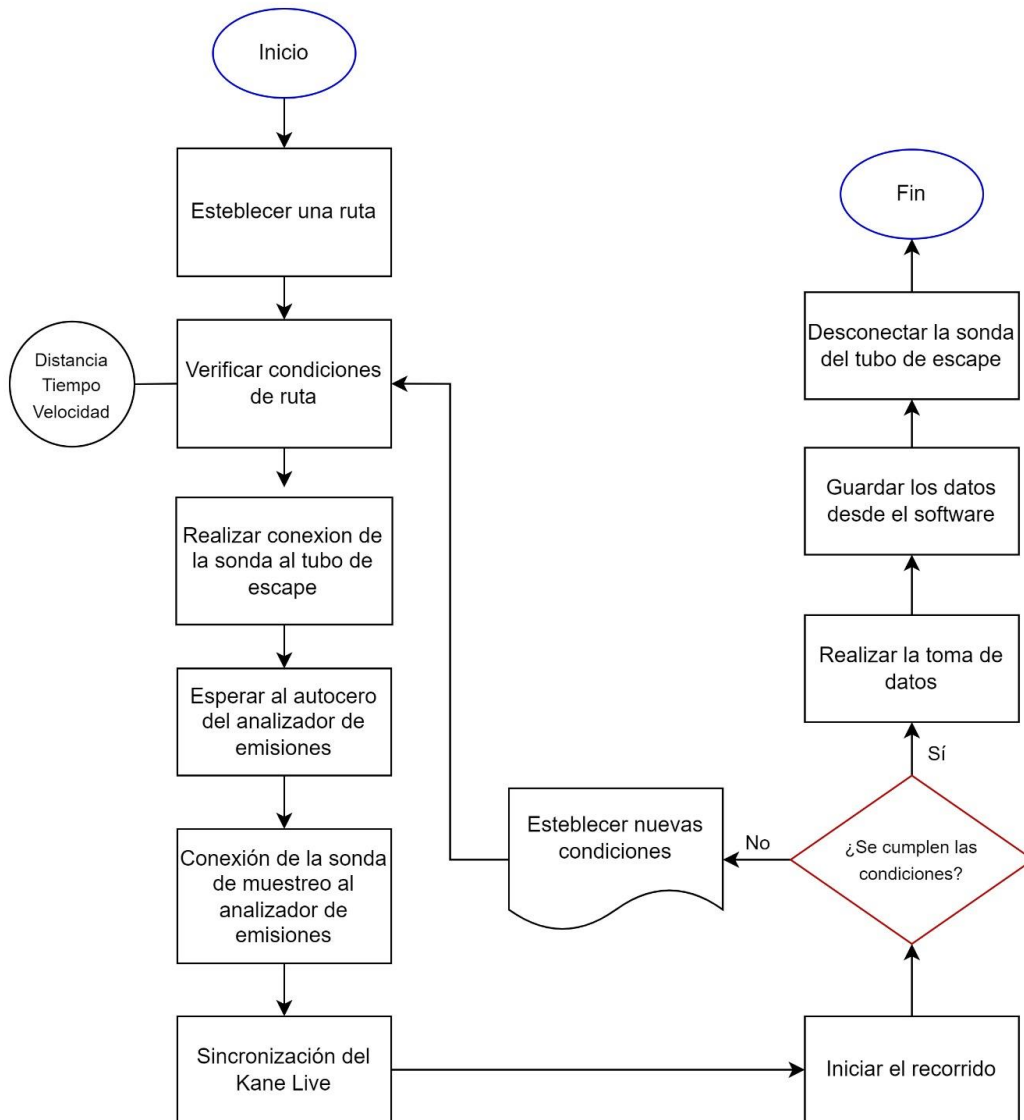 Inicio
Esteblecer una ruta
Distancia
Tiempo
Velocidad
Verificar condiciones
de ruta
Realizar conexion de
la sonda al tubo de
escape
Esperar al autocero
del analizador de
emisiones
Conexión de la sonda
de muestreo al
analizador de
emisiones
Sincronización del
Kane Live
Iniciar el recorrido
¿Se cumplen las
condiciones?
No
Esteblecer nuevas
condiciones
Sí
Realizar la toma de
datos
Guardar los datos
desde el software
Desconectar la sonda
del tubo de escape
Fin